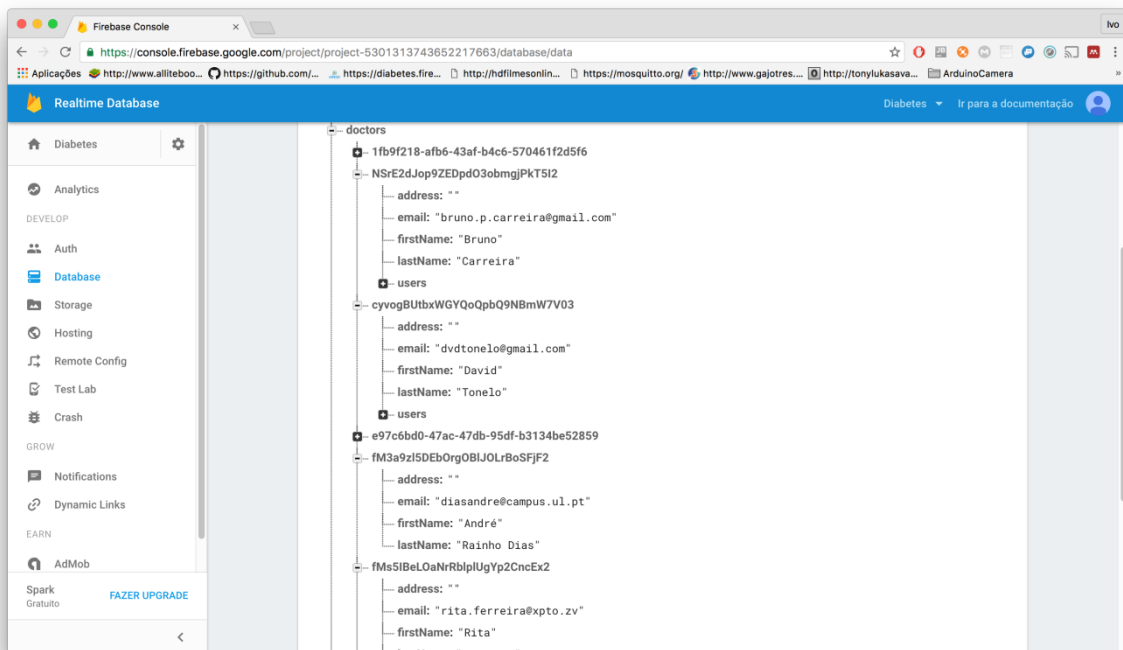 Firebase Console
Ivo
https://console.firebase.google.com/project/project-5301313743652217663/database/data
Aplicações http://www.alliteboo... https://github.com/... https://diabetes.fire... http://hdfilmesonlin... https://mosquitto.org/ http://www.gajotres.... http://tonylukasava... ArduinoCamera »
Realtime Database
Diabetes Ir para a documentação
Diabetes
Analytics
DEVELOP
Auth
Database
Storage
Hosting
Remote Config
Test Lab
Crash
GROW
Notifications
Dynamic Links
EARN
AdMob
Spark
Gratuito
FAZER UPGRADE
doctors
1fb9f218-afb6-43af-b4c6-570461f2d5f6
NSrE2dJop9ZEDpdO3obmgjPkT5I2
address: ""
email: "bruno.p.carreira@gmail.com"
firstName: "Bruno"
lastName: "Carreira"
users
cyvogBUtbxWGYQoQpbQ9NBmW7V03
address: ""
email: "dvdtonelo@gmail.com"
firstName: "David"
lastName: "Tonelo"
users
e97c6bd0-47ac-47db-95df-b3134be52859
fM3a9zl5DEbOrgOBlJOLrBoSFjF2
address: ""
email: "diasandre@campus.ul.pt"
firstName: "André"
lastName: "Rainho Dias"
fMs5IBeLOaNrRblplUgYp2CncEx2
address: ""
email: "rita.ferreira@xpto.zv"
firstName: "Rita"